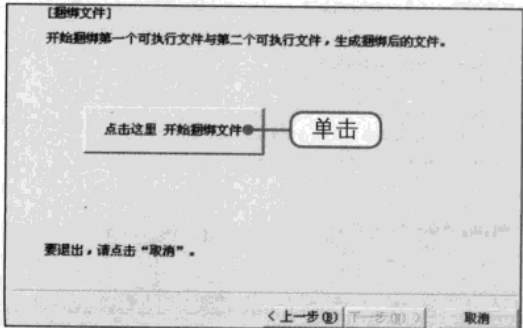 [捆绑文件]
开始捆绑第一个可执行文件与第二个可执行文件，生成捆绑后的文件。
点击这里 开始捆绑文件
单击
要退出，请点击“取消”。
< 上一步(B) 下一步(N) > 取消